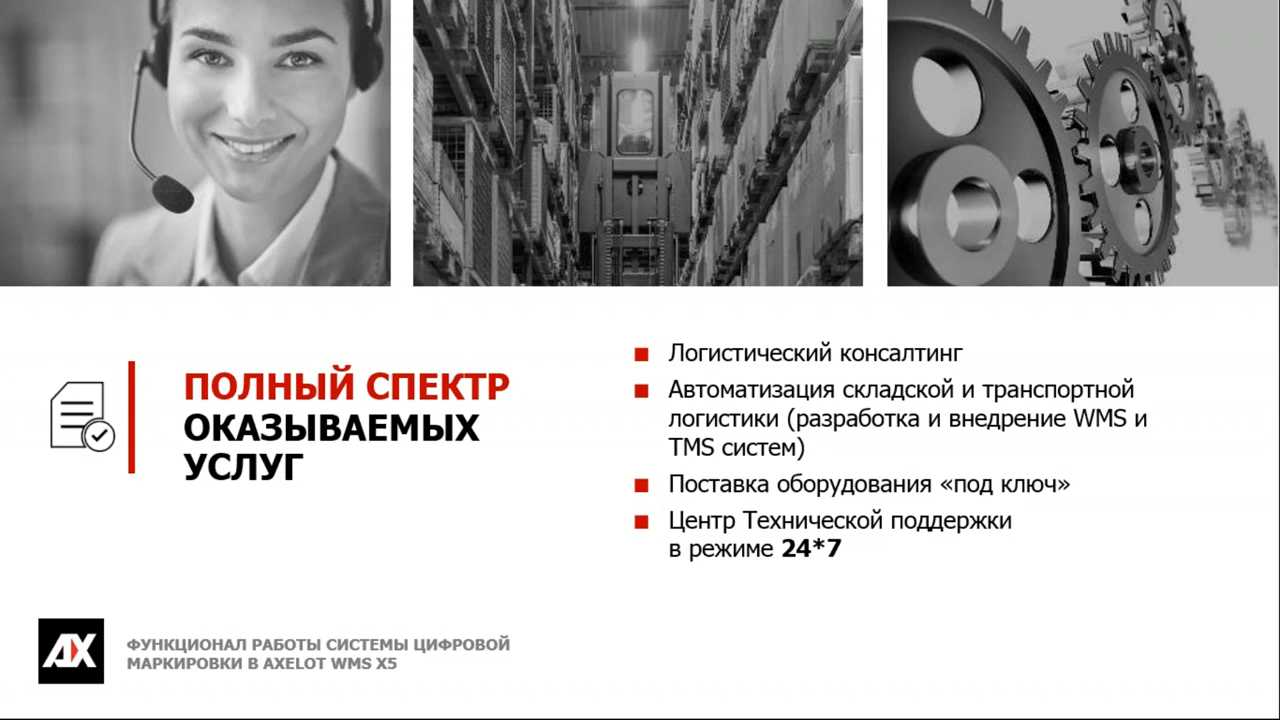 ПОЛНЫЙ СПЕКТР
ОКАЗЫВАЕМЫХ
УСЛУГ
Логистический консалтинг
Автоматизация складской и транспортной
логистики (разработка и внедрение WMS и
TMS систем)
Поставка оборудования «под ключ»
Центр Технической поддержки
в режиме 24*7
AX
ФУНКЦИОНАЛ РАБОТЫ СИСТЕМЫ ЦИФРОВОЙ
МАРКИРОВКИ В AXELOT WMS X5